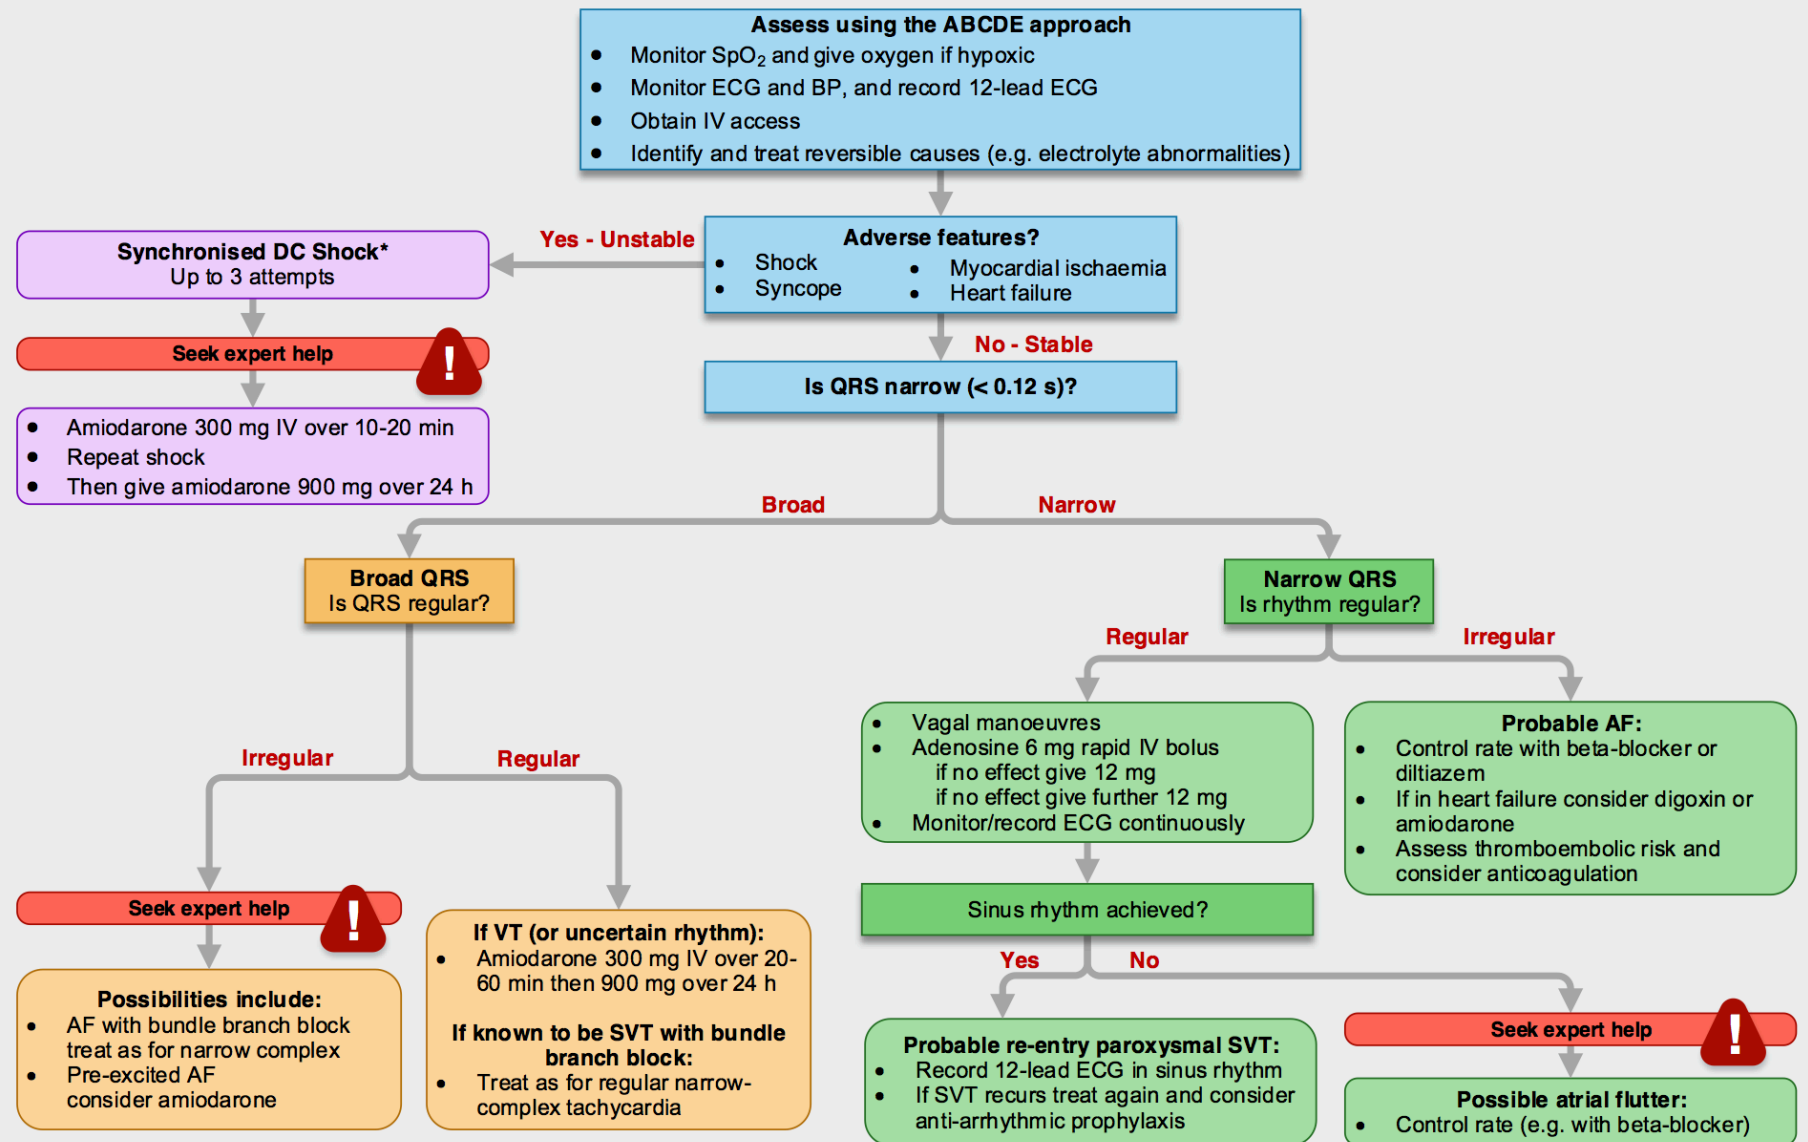 Assess using the ABCDE approach
• Monitor SpO₂ and give oxygen if hypoxic
• Monitor ECG and BP, and record 12-lead ECG
• Obtain IV access
• Identify and treat reversible causes (e.g. electrolyte abnormalities)
Adverse features?
• Shock
• Syncope
• Myocardial ischaemia
• Heart failure
Yes - Unstable
Synchronised DC Shock*
Up to 3 attempts
Seek expert help
!
• Amiodarone 300 mg IV over 10-20 min
• Repeat shock
• Then give amiodarone 900 mg over 24 h
No - Stable
Is QRS narrow (< 0.12 s)?
Broad
Narrow
Broad QRS
Is QRS regular?
Irregular
Regular
Seek expert help
!
Possibilities include:
• AF with bundle branch block
treat as for narrow complex
• Pre-excited AF
consider amiodarone
If VT (or uncertain rhythm):
• Amiodarone 300 mg IV over 20-
60 min then 900 mg over 24 h
If known to be SVT with bundle
branch block:
• Treat as for regular narrow-
complex tachycardia
Narrow QRS
Is rhythm regular?
Regular
Irregular
• Vagal manoeuvres
• Adenosine 6 mg rapid IV bolus
if no effect give 12 mg
if no effect give further 12 mg
• Monitor/record ECG continuously
Probable AF:
• Control rate with beta-blocker or
diltiazem
• If in heart failure consider digoxin or
amiodarone
• Assess thromboembolic risk and
consider anticoagulation
Sinus rhythm achieved?
Yes
No
Probable re-entry paroxysmal SVT:
• Record 12-lead ECG in sinus rhythm
• If SVT recurs treat again and consider
anti-arrhythmic prophylaxis
Seek expert help
!
Possible atrial flutter:
• Control rate (e.g. with beta-blocker)